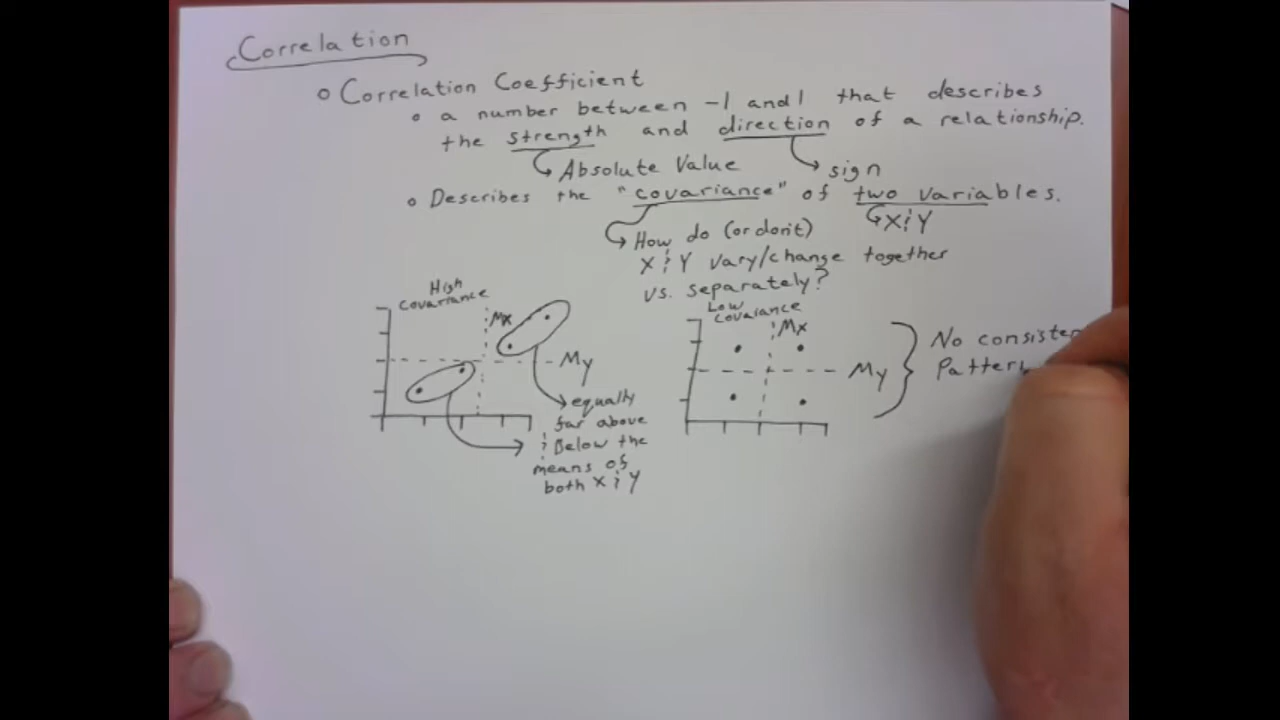 Correlation
Correlation Coefficient
a number between -1 and 1 that describes
the strength and direction of a relationship.
Absolute Value
sign
Describes the "covariance" of two variables.
X & Y
How do (or don't)
X & Y vary/change together
vs. separately?
High
Covariance
Mx
My
equally
far above
& Below the
means of
both X & Y
Low
Covariance
Mx
My
No